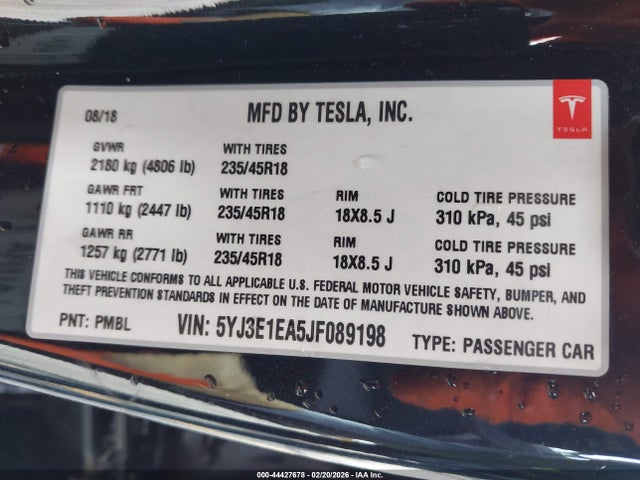 08/18 MFD BY TESLA, INC.
TESLA
GVWR WITH TIRES
2180 kg (4806 lb) 235/45R18
GAWR FRT WITH TIRES RIM COLD TIRE PRESSURE
1110 kg (2447 lb) 235/45R18 18X8.5 J 310 kPa, 45 psi
GAWR RR WITH TIRES RIM COLD TIRE PRESSURE
1257 kg (2771 lb) 235/45R18 18X8.5 J 310 kPa, 45 psi
THIS VEHICLE CONFORMS TO ALL APPLICABLE U.S. FEDERAL MOTOR VEHICLE SAFETY, BUMPER, AND
THEFT PREVENTION STANDARDS IN EFFECT ON THE DATE OF MANUFACTURE SHOWN ABOVE.
PNT: PMBL VIN: 5YJ3E1EA5JF089198 TYPE: PASSENGER CAR
000-44427678 - 02/20/2026 - IAA, Inc.